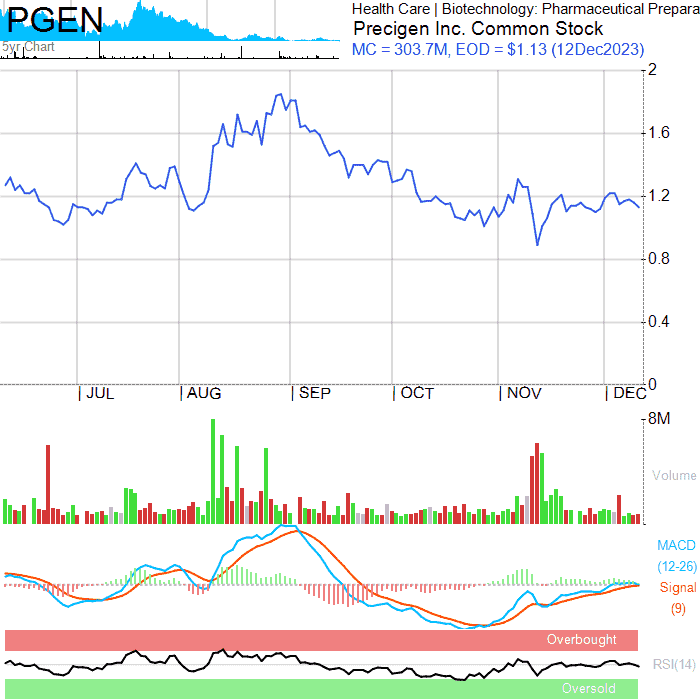 PGEN
5yr Chart
Health Care | Biotechnology: Pharmaceutical Prepara
Precigen Inc. Common Stock
MC = 303.7M, EOD = $1.13 (12Dec2023)
2
1.6
1.2
0.8
0.4
0
| JUL | AUG | SEP | OCT | NOV | DEC
8M
Volume
MACD
(12-26)
Signal
(9)
Overbought
RSI(14)
Oversold